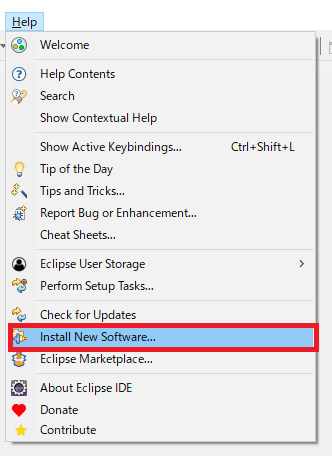 Help
Welcome
Help Contents
Search
Show Contextual Help
Show Active Keybindings... Ctrl+Shift+L
Tip of the Day
Tips and Tricks...
Report Bug or Enhancement...
Cheat Sheets...
Eclipse User Storage
Perform Setup Tasks...
Check for Updates
Install New Software...
Eclipse Marketplace...
About Eclipse IDE
Donate
Contribute